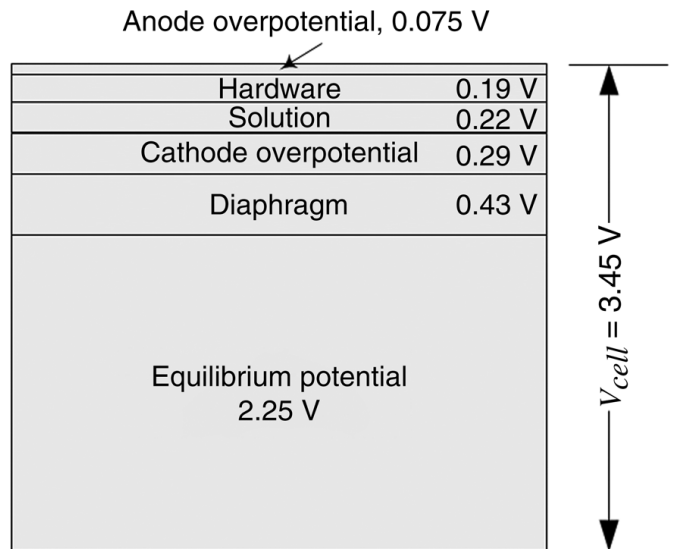 Anode overpotential, 0.075 V
Hardware 0.19 V
Solution 0.22 V
Cathode overpotential 0.29 V
Diaphragm 0.43 V
Equilibrium potential
2.25 V
Vcell = 3.45 V